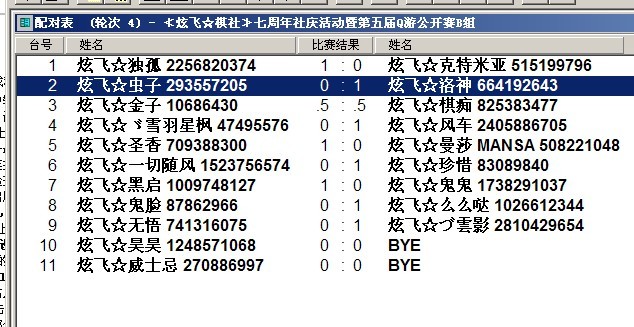 配对表 （轮次 4） - ≮炫飞☆棋社≯七周年社庆活动暨第五届Q游公开赛B组
台号 姓名 比赛结果 姓名
1 炫飞☆独孤 2256820374 1 : 0 炫飞☆克特米亚 515199796
2 炫飞☆虫子 293557205 0 : 1 炫飞☆洛神 664192643
3 炫飞☆金子 10686430 .5 : .5 炫飞☆棋痴 825383477
4 炫飞☆ゞ雪羽星枫 47495576 0 : 1 炫飞☆风车 2405886705
5 炫飞☆圣香 709388300 0 : 1 炫飞☆曼莎 MANSA 508221048
6 炫飞☆一切随风 1523756574 0 : 1 炫飞☆珍惜 83089840
7 炫飞☆黑启 1009748127 1 : 0 炫飞☆鬼鬼 1738291037
8 炫飞☆鬼脸 87862966 0 : 1 炫飞☆么么哒 1026612344
9 炫飞☆无悟 741316075 0 : 1 炫飞☆づ雲影 2810429654
10 炫飞☆昊昊 1248571068 0 : 0 BYE
11 炫飞☆威士忌 270886997 0 : 0 BYE